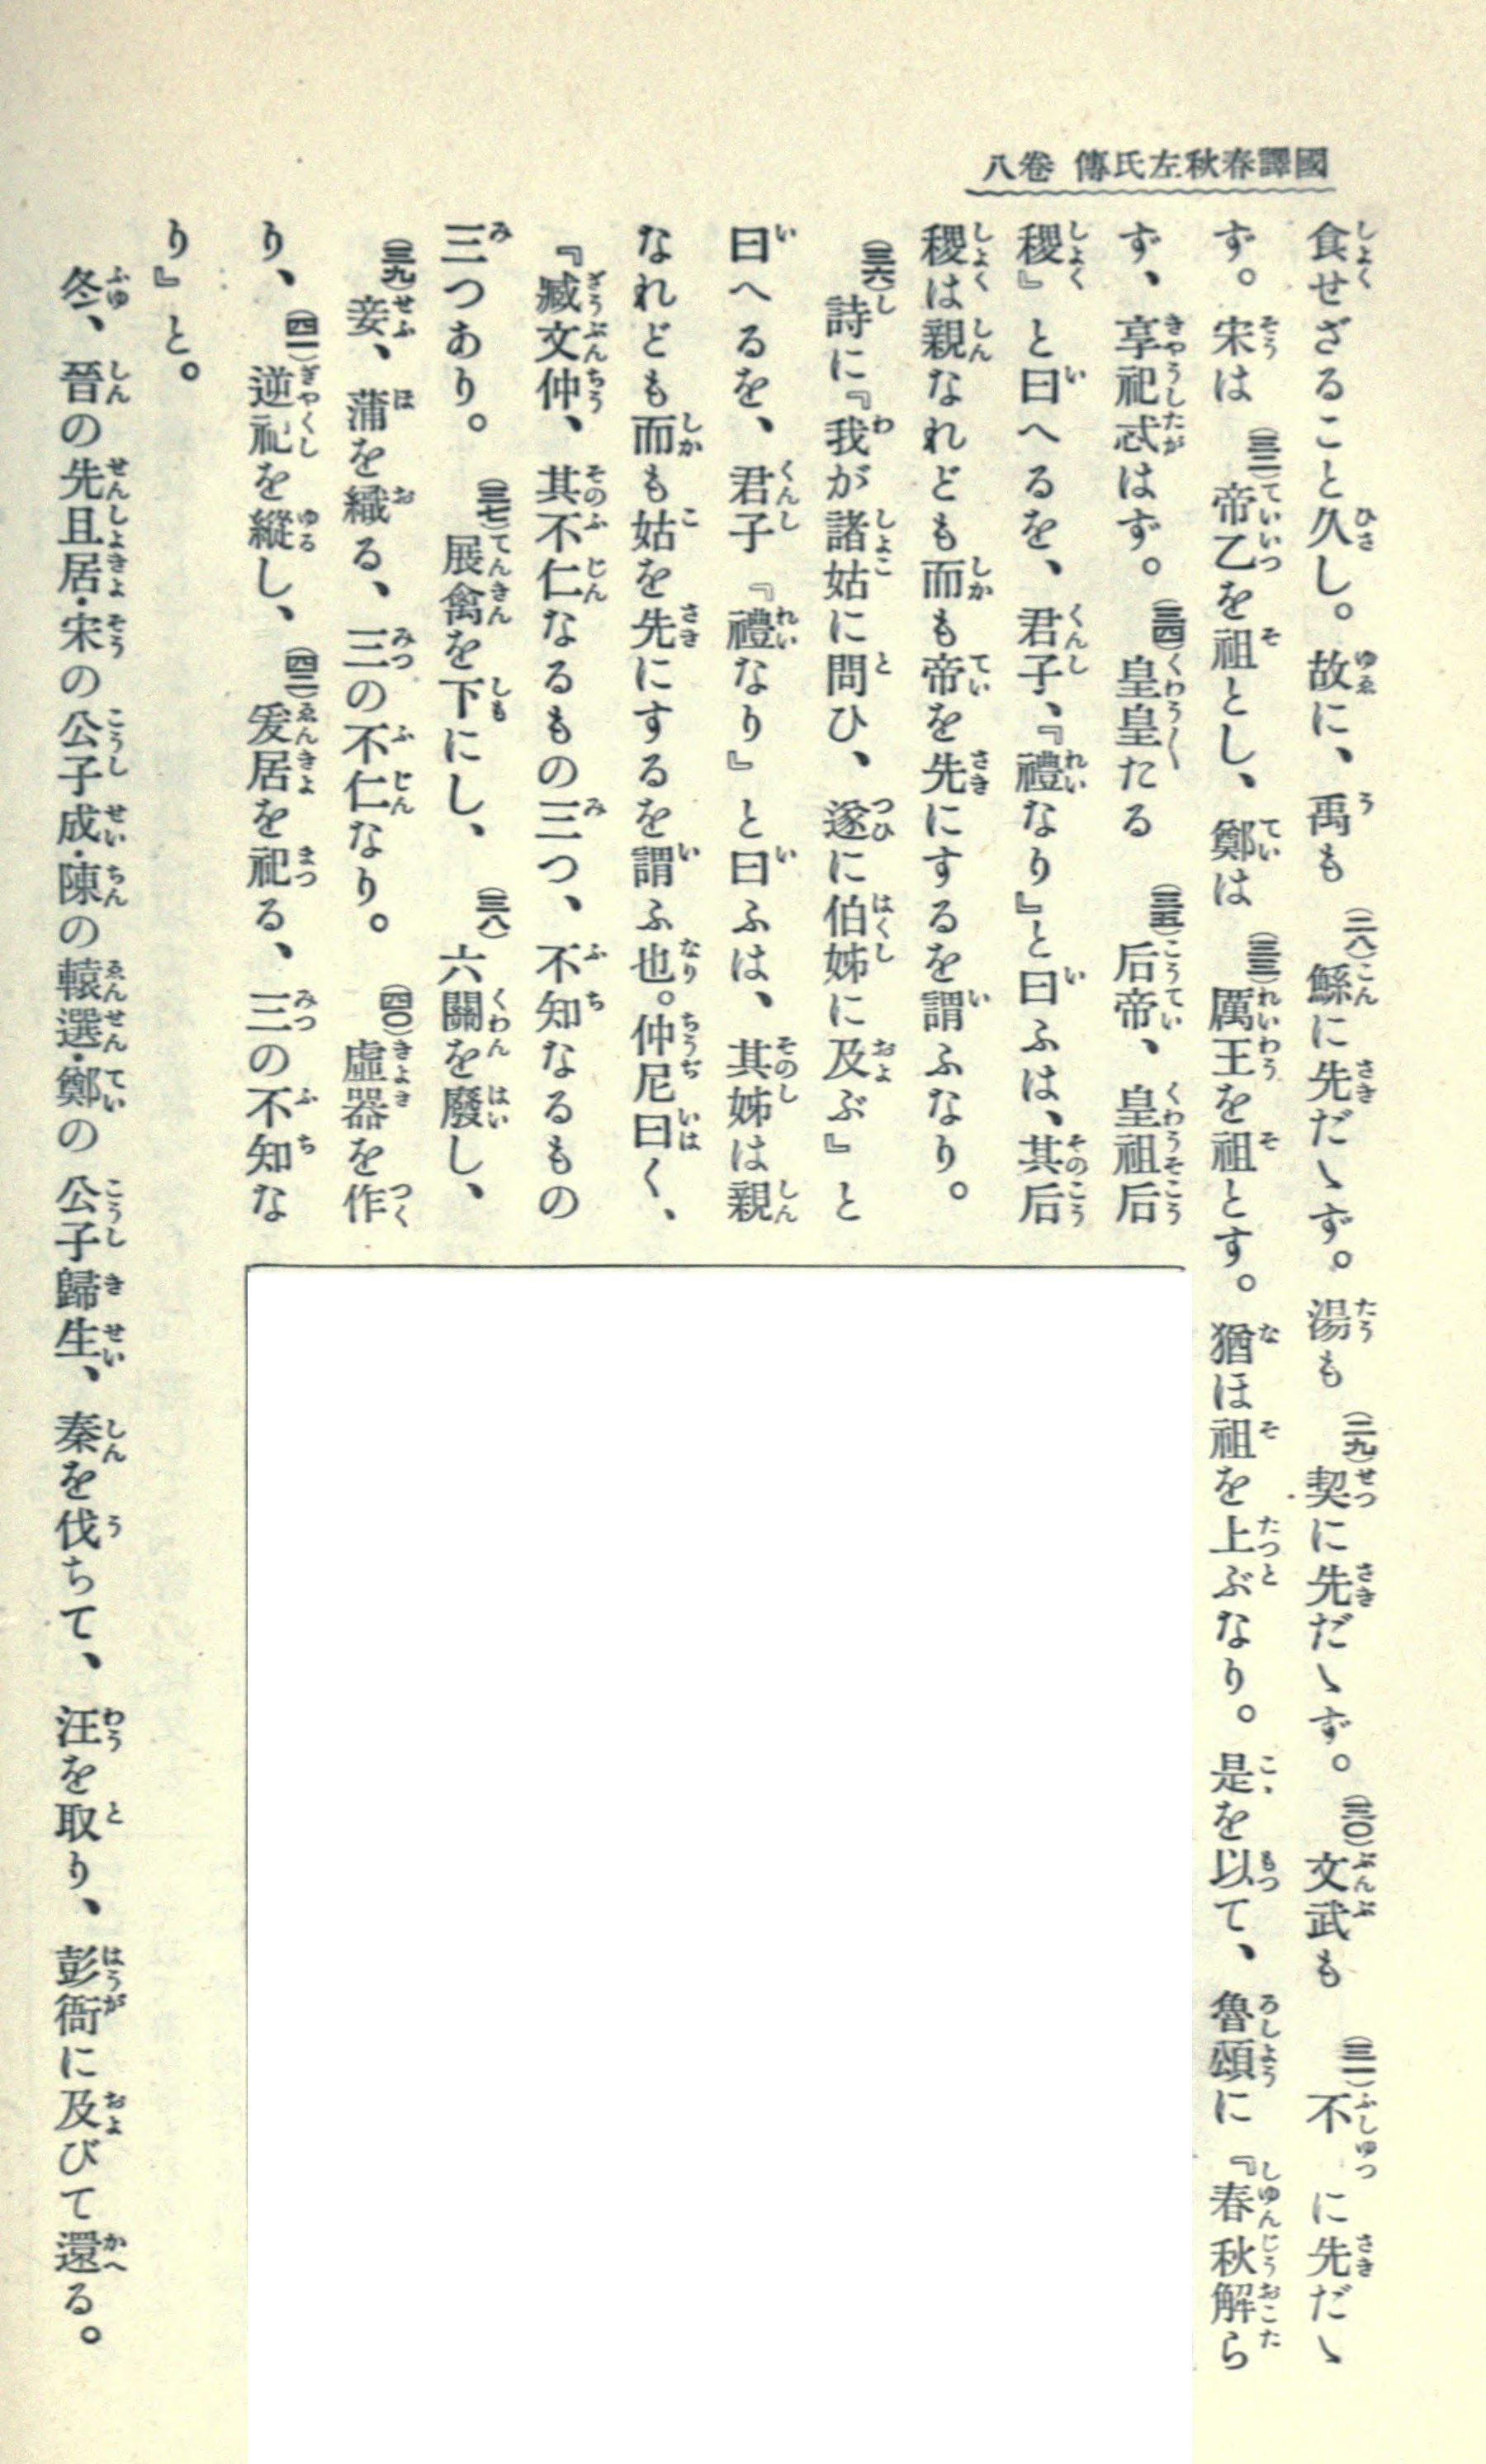 國譯春秋左氏傳 卷八
食せざること久し。故に、禹も(二八)鯀に先だゝず。湯も(二九)契に先だゝず。(三〇)文武も(三一)不 に先だゝ
ず。宋は(三二)帝乙を祖とし、鄭は(三三)厲王を祖とす。猶ほ祖を上ぶなり。是を以て、魯頌に『春秋解ら
ず、享祀忒はず。(三四)皇皇たる(三五)后帝、皇祖后
稷』と曰へるを、君子、『禮なり』と曰ふは、其后
稷は親なれども而も帝を先にするを謂ふなり。
(三六)詩に『我が諸姑に問ひ、遂に伯姊に及ぶ』と
曰へるを、君子『禮なり』と曰ふは、其姊は親
なれども而も姑を先にするを謂ふ也。仲尼曰く、
『臧文仲、其不仁なるもの三つ、不知なるもの
三つあり。(三七)展禽を下にし、(三八)六關を廢し、
(三九)妾、蒲を織る、三の不仁なり。(四〇)虛器を作
り、(四一)逆祀を縱し、(四二)爰居を祀る、三の不知な
り』と。
冬、晉の先且居・宋の公子成・陳の轅選・鄭の公子歸生、秦を伐ちて、汪を取り、彭衙に及びて還る。